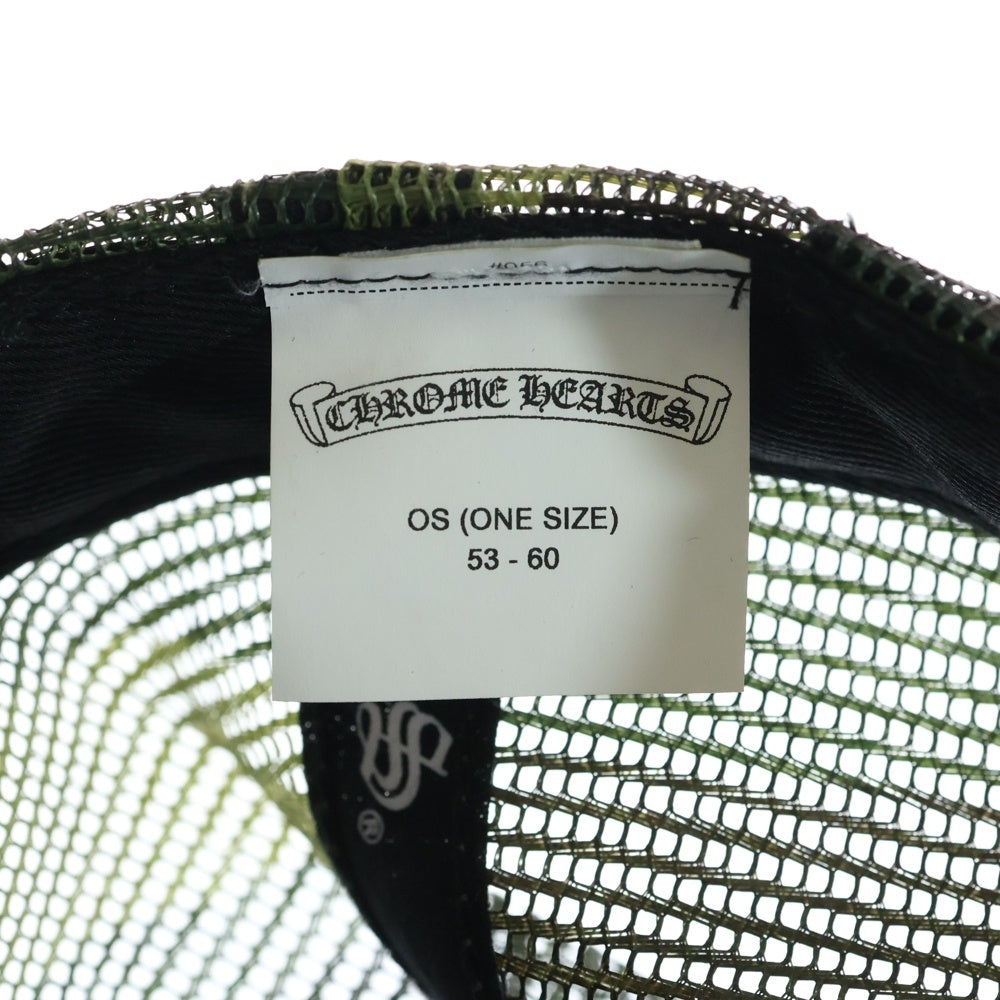 CHROME HEARTS
OS (ONE SIZE)
53 - 60
®